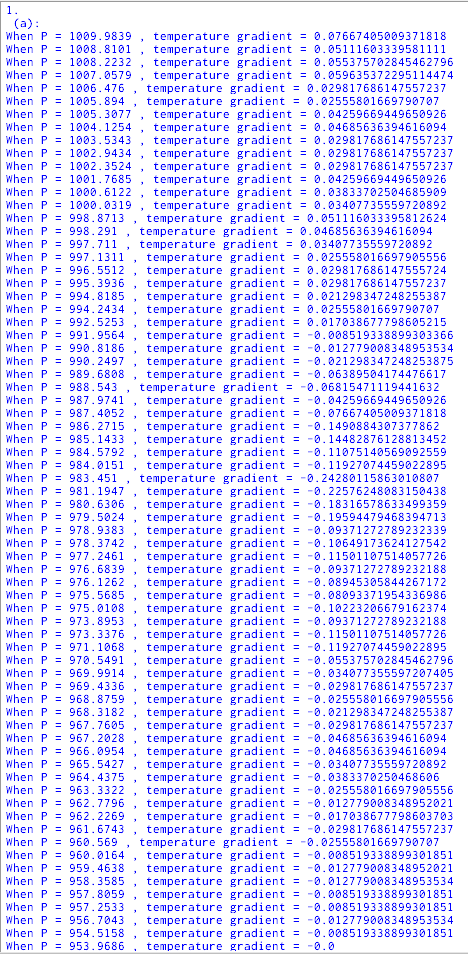 1.
(a):
When P = 1009.9839 , temperature gradient = 0.07667405009371818
When P = 1008.8101 , temperature gradient = 0.05111603339581111
When P = 1008.2232 , temperature gradient = 0.055375702845462796
When P = 1007.0579 , temperature gradient = 0.059635372295114474
When P = 1006.476 , temperature gradient = 0.029817686147557237
When P = 1005.894 , temperature gradient = 0.02555801669790707
When P = 1005.3077 , temperature gradient = 0.04259669449650926
When P = 1004.1254 , temperature gradient = 0.04685636394616094
When P = 1003.5343 , temperature gradient = 0.029817686147557237
When P = 1002.9434 , temperature gradient = 0.029817686147557237
When P = 1002.3524 , temperature gradient = 0.029817686147557237
When P = 1001.7685 , temperature gradient = 0.04259669449650926
When P = 1000.6122 , temperature gradient = 0.03833702504685909
When P = 1000.0319 , temperature gradient = 0.03407735559720892
When P = 998.8713 , temperature gradient = 0.051116033395812624
When P = 998.291 , temperature gradient = 0.04685636394616094
When P = 997.711 , temperature gradient = 0.03407735559720892
When P = 997.1311 , temperature gradient = 0.025558016697905556
When P = 996.5512 , temperature gradient = 0.029817686147555724
When P = 995.3936 , temperature gradient = 0.029817686147557237
When P = 994.8185 , temperature gradient = 0.021298347248255387
When P = 994.2434 , temperature gradient = 0.02555801669790707
When P = 992.5253 , temperature gradient = 0.017038677798605215
When P = 991.9564 , temperature gradient = -0.008519338899303366
When P = 990.8186 , temperature gradient = -0.012779008348953534
When P = 990.2497 , temperature gradient = -0.021298347248253875
When P = 989.6808 , temperature gradient = -0.06389504174476617
When P = 988.543 , temperature gradient = -0.06815471119441632
When P = 987.9741 , temperature gradient = -0.04259669449650926
When P = 987.4052 , temperature gradient = -0.07667405009371818
When P = 986.2715 , temperature gradient = -0.1490884307377862
When P = 985.1433 , temperature gradient = -0.14482876128813452
When P = 984.5792 , temperature gradient = -0.11075140569092559
When P = 984.0151 , temperature gradient = -0.11927074459022895
When P = 983.451 , temperature gradient = -0.24280115863010807
When P = 981.1947 , temperature gradient = -0.22576248083150438
When P = 980.6306 , temperature gradient = -0.18316578633499359
When P = 979.5024 , temperature gradient = -0.19594479468394713
When P = 978.9383 , temperature gradient = -0.09371272789232339
When P = 978.3742 , temperature gradient = -0.10649173624127542
When P = 977.2461 , temperature gradient = -0.11501107514057726
When P = 976.6839 , temperature gradient = -0.09371272789232188
When P = 976.1262 , temperature gradient = -0.08945305844267172
When P = 975.5685 , temperature gradient = -0.08093371954336986
When P = 975.0108 , temperature gradient = -0.10223206679162374
When P = 973.8953 , temperature gradient = -0.09371272789232188
When P = 973.3376 , temperature gradient = -0.11501107514057726
When P = 971.1068 , temperature gradient = -0.11927074459022895
When P = 970.5491 , temperature gradient = -0.055375702845462796
When P = 969.9914 , temperature gradient = -0.034077355597207405
When P = 969.4336 , temperature gradient = -0.029817686147557237
When P = 968.8759 , temperature gradient = -0.025558016697905556
When P = 968.3182 , temperature gradient = -0.021298347248255387
When P = 967.7605 , temperature gradient = -0.029817686147557237
When P = 967.2028 , temperature gradient = -0.04685636394616094
When P = 966.0954 , temperature gradient = -0.04685636394616094
When P = 965.5427 , temperature gradient = -0.03407735559720892
When P = 964.4375 , temperature gradient = -0.0383370250468606
When P = 963.3322 , temperature gradient = -0.025558016697905556
When P = 962.7796 , temperature gradient = -0.012779008348952021
When P = 962.2269 , temperature gradient = -0.017038677798603703
When P = 961.6743 , temperature gradient = -0.029817686147557237
When P = 960.569 , temperature gradient = -0.02555801669790707
When P = 960.0164 , temperature gradient = -0.008519338899301851
When P = 959.4638 , temperature gradient = -0.012779008348952021
When P = 958.3585 , temperature gradient = -0.012779008348953534
When P = 957.8059 , temperature gradient = -0.008519338899301851
When P = 957.2533 , temperature gradient = -0.008519338899301851
When P = 956.7043 , temperature gradient = -0.012779008348953534
When P = 954.5158 , temperature gradient = -0.008519338899301851
When P = 953.9686 , temperature gradient = -0.0